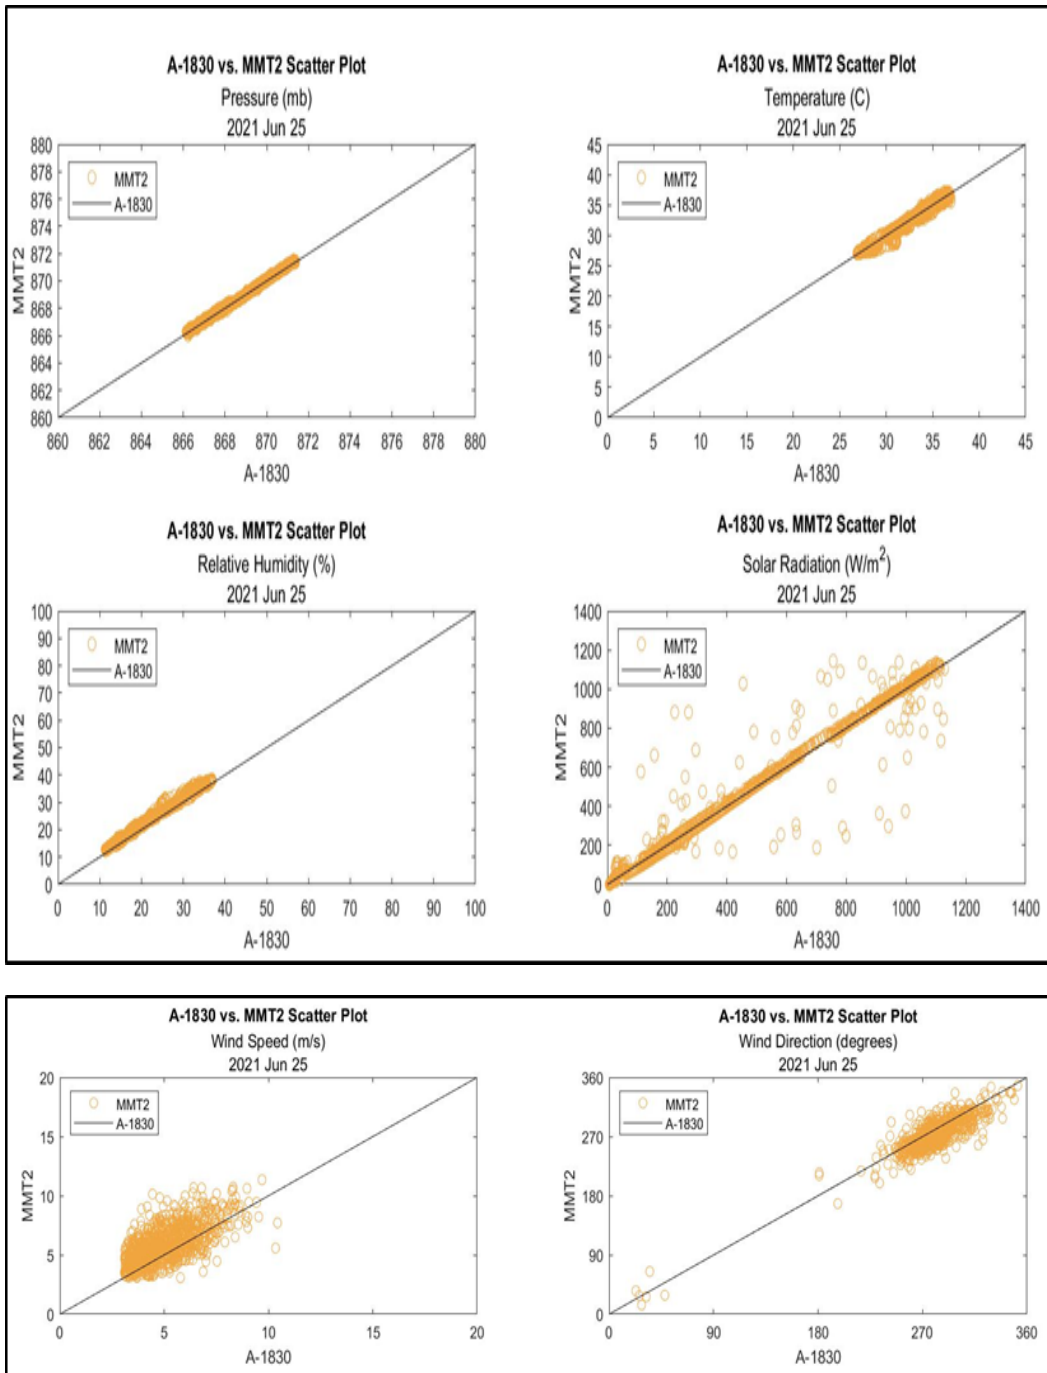 A-1830 vs. MMT2 Scatter Plot
Pressure (mb)
2021 Jun 25
880
878
876
874
872
870
868
866
864
862
860
MMT2
MMT2
A-1830
860 862 864 866 868 870 872 874 876 878 880
A-1830
A-1830 vs. MMT2 Scatter Plot
Temperature (C)
2021 Jun 25
45
40
35
30
25
20
15
10
5
0
MMT2
MMT2
A-1830
0 5 10 15 20 25 30 35 40 45
A-1830
A-1830 vs. MMT2 Scatter Plot
Relative Humidity (%)
2021 Jun 25
100
90
80
70
60
50
40
30
20
10
0
MMT2
MMT2
A-1830
0 10 20 30 40 50 60 70 80 90 100
A-1830
A-1830 vs. MMT2 Scatter Plot
Solar Radiation (W/m²)
2021 Jun 25
1400
1200
1000
800
600
400
200
0
MMT2
MMT2
A-1830
0 200 400 600 800 1000 1200 1400
A-1830
A-1830 vs. MMT2 Scatter Plot
Wind Speed (m/s)
2021 Jun 25
20
15
10
5
0
MMT2
MMT2
A-1830
0 5 10 15 20
A-1830
A-1830 vs. MMT2 Scatter Plot
Wind Direction (degrees)
2021 Jun 25
360
270
180
90
0
MMT2
MMT2
A-1830
0 90 180 270 360
A-1830